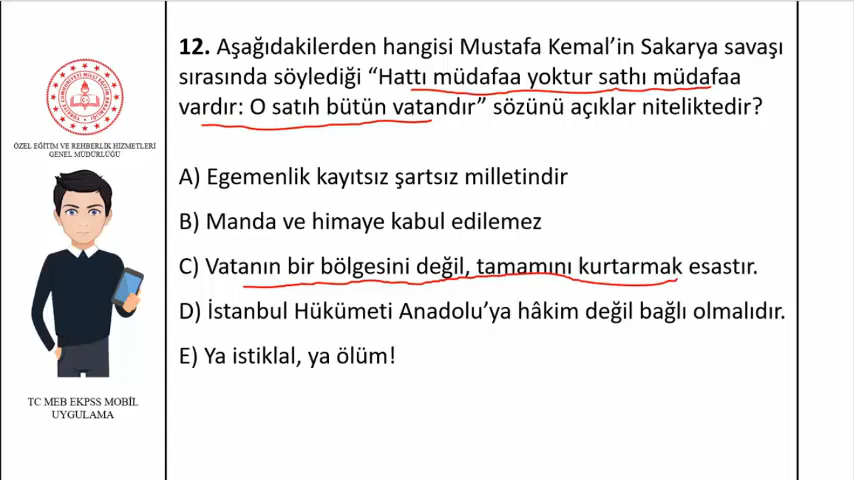 12. Aşağıdakilerden hangisi Mustafa Kemal’in Sakarya savaşı
sırasında söylediği “Hattı müdafaa yoktur sathı müdafaa
vardır: O satıh bütün vatandır” sözünü açıklar niteliktedir?
ÖZEL EĞİTİM VE REHBERLİK HİZMETLERİ
GENEL MÜDÜRLÜĞÜ
A) Egemenlik kayıtsız şartsız milletindir
B) Manda ve himaye kabul edilemez
C) Vatanın bir bölgesini değil, tamamını kurtarmak esastır.
D) İstanbul Hükümeti Anadolu’ya hâkim değil bağlı olmalıdır.
E) Ya istiklal, ya ölüm!
TC MEB EKPSS MOBİL
UYGULAMA